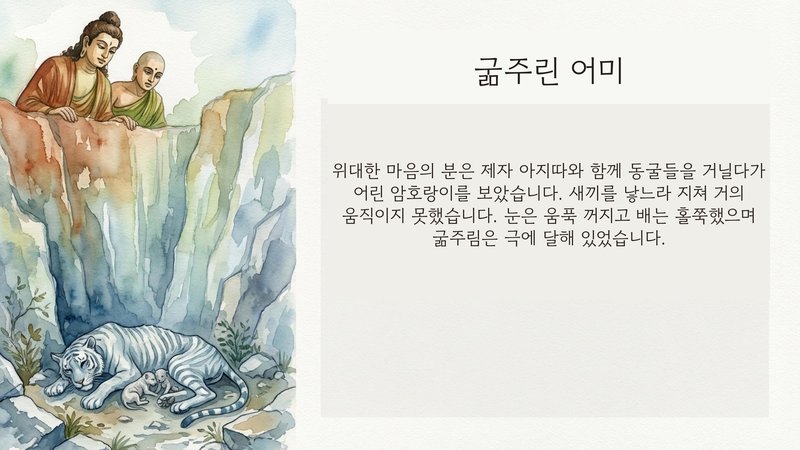 굶주린 어미
위대한 마음의 분은 제자 아지따와 함께 동굴들을 거닐다가
어린 암호랑이를 보았습니다. 새끼를 낳느라 지쳐 거의
움직이지 못했습니다. 눈은 움푹 꺼지고 배는 홀쭉했으며
굶주림은 극에 달해 있었습니다.